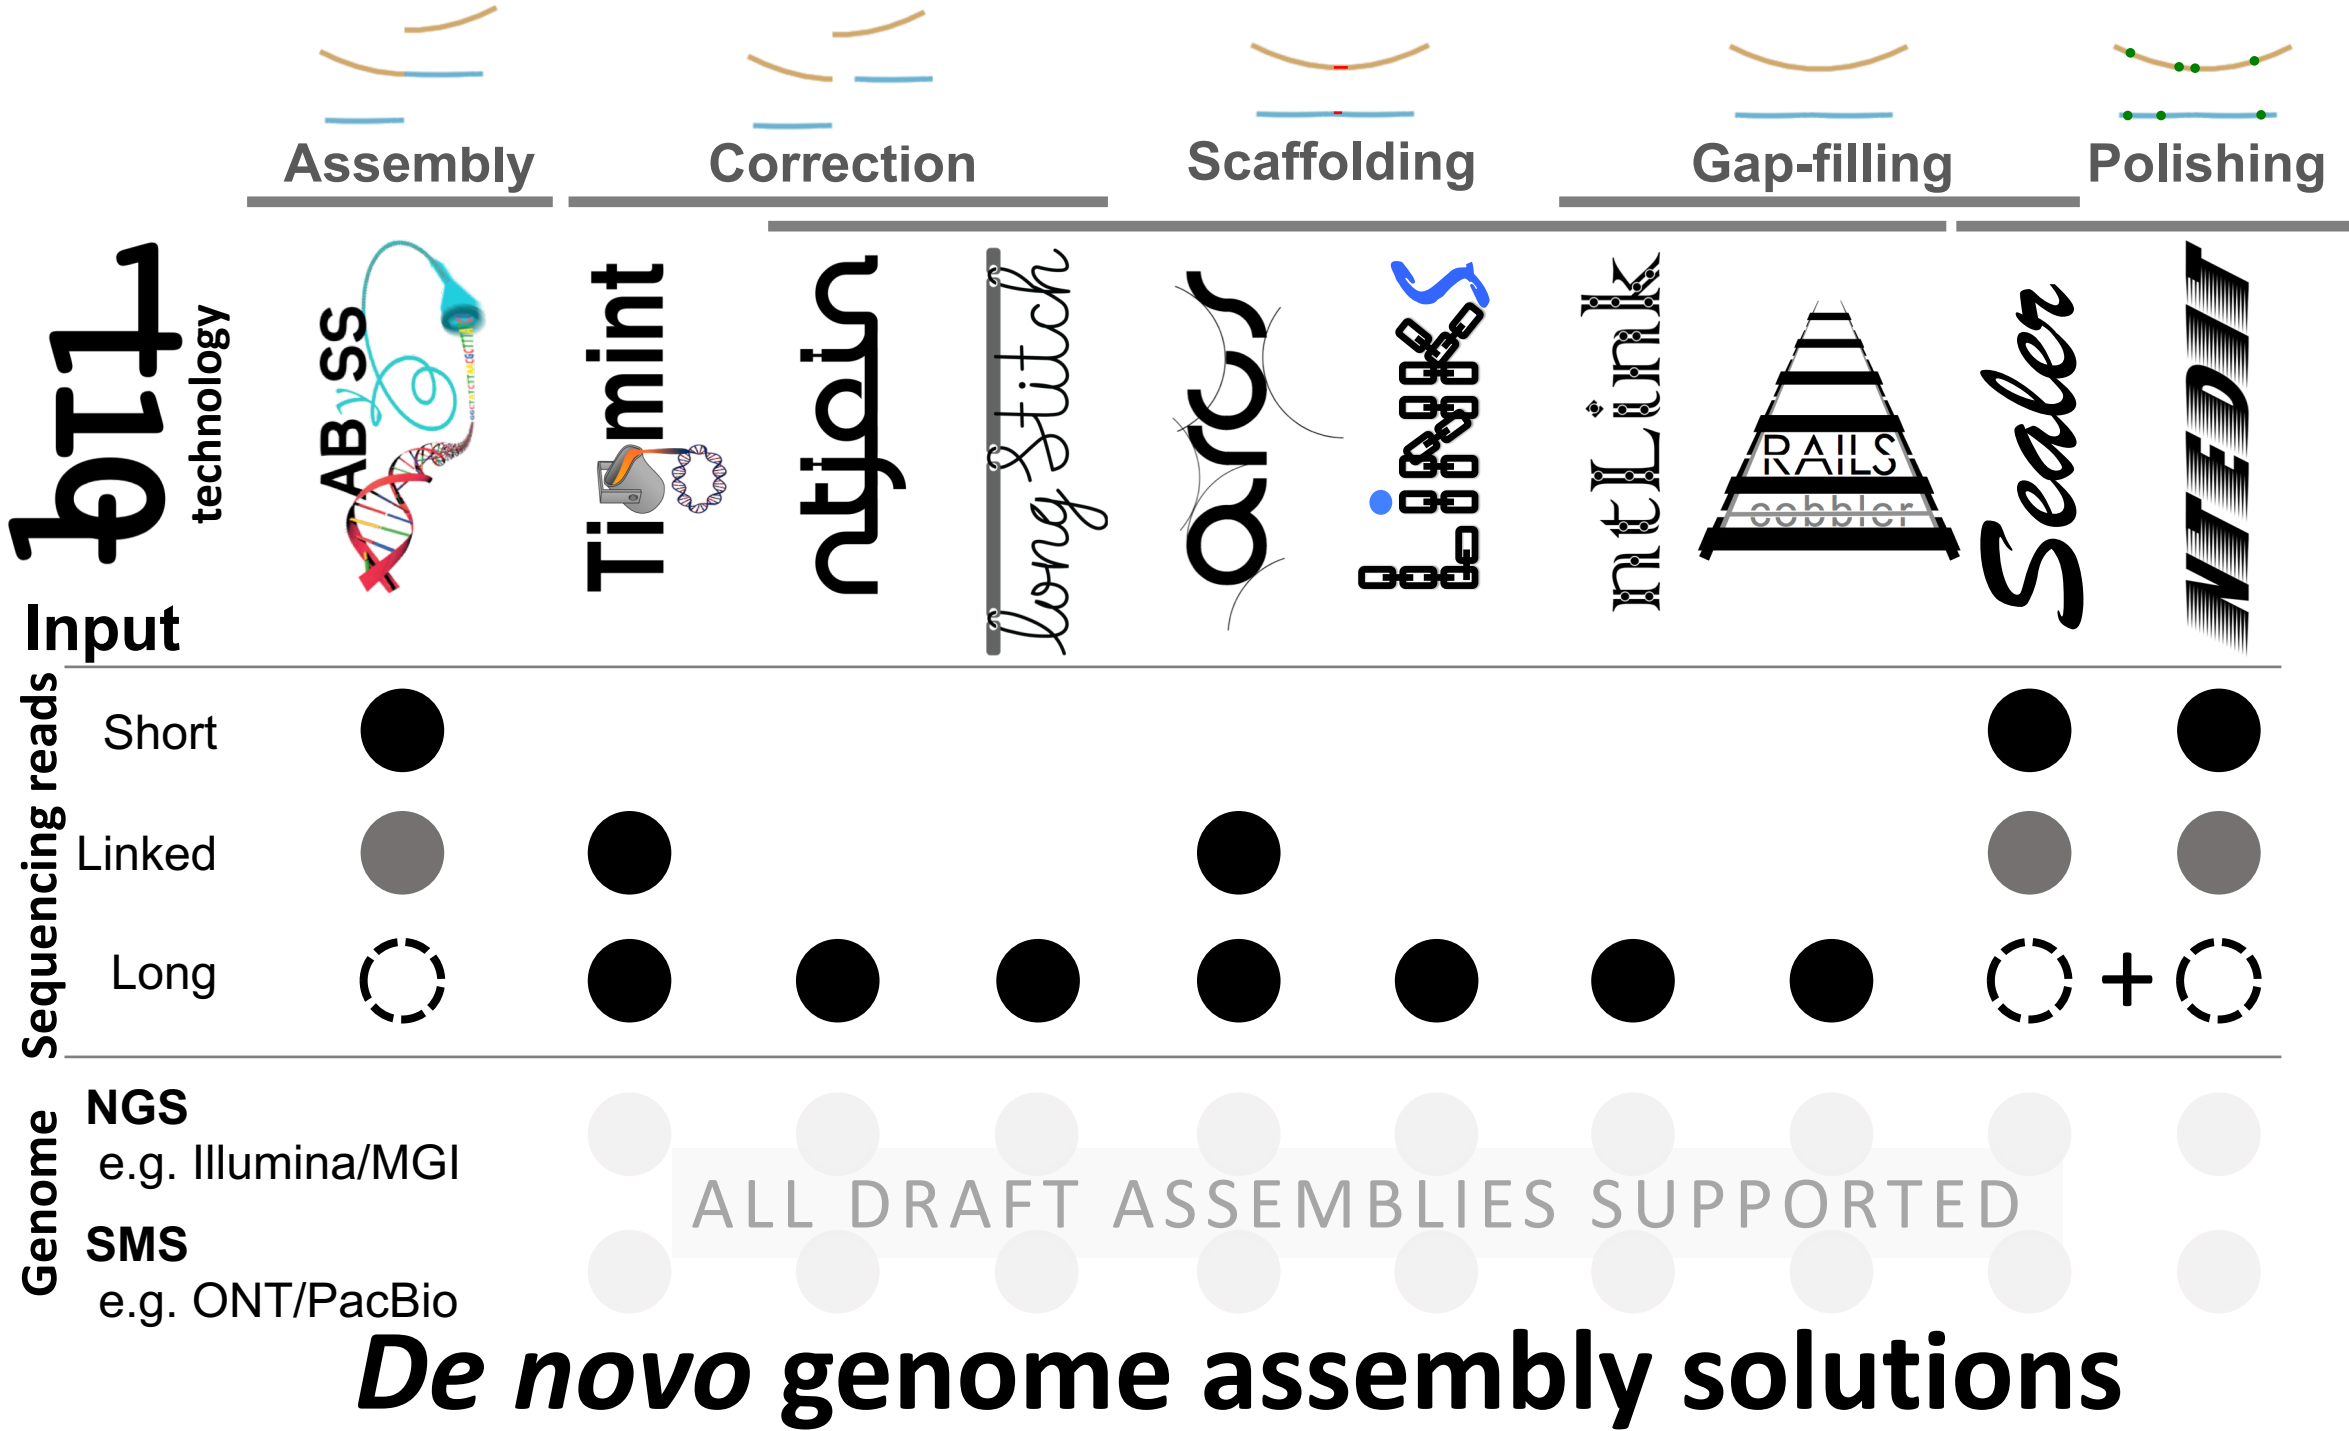 Assembly
Correction
Scaffolding
Gap-filling
Polishing
btl
technology
ABySS
Tigmint
ntJoin
longStitch
arcs
LiNKS
ntLink
RAILS
cobbler
Sealer
NTEDIT
Input
Sequencing reads
Short
Linked
Long
+
Genome
NGS
e.g. Illumina/MGI
ALL DRAFT ASSEMBLIES SUPPORTED
SMS
e.g. ONT/PacBio
De novo genome assembly solutions